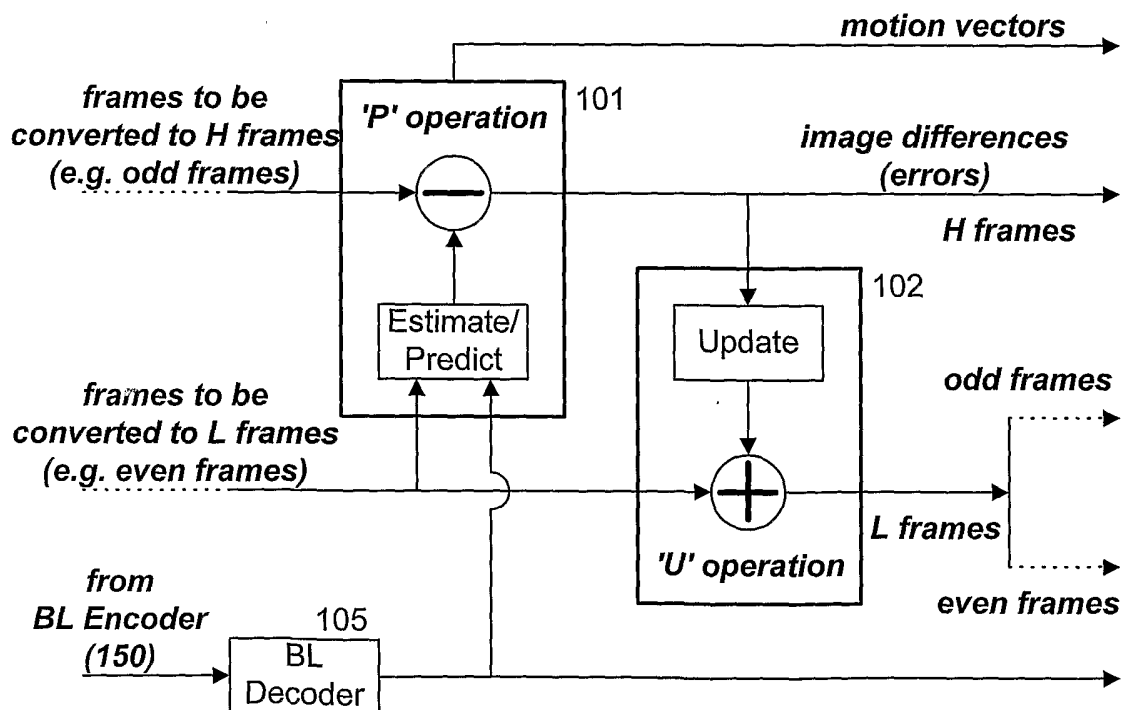 motion vectors
frames to be
converted to H frames
(e.g. odd frames)
'P' operation
101
image differences
(errors)
H frames
Estimate/
Predict
102
Update
frames to be
converted to L frames
(e.g. even frames)
odd frames
L frames
'U' operation
even frames
from
BL Encoder
(150)
105
BL
Decoder